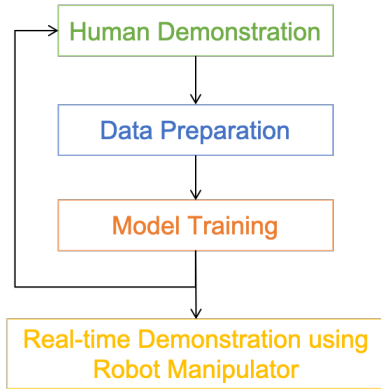 Human Demonstration
Data Preparation
Model Training
Real-time Demonstration using
Robot Manipulator